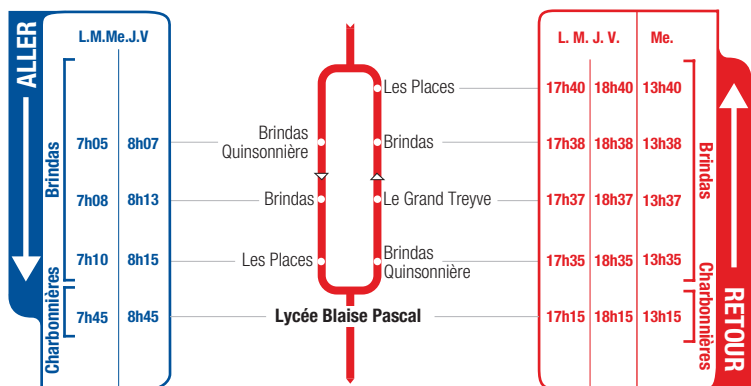 ALLER
L.M.Me.J.V
Brindas
7h05 8h07
7h08 8h13
7h10 8h15
Charbonnières
7h45 8h45
Brindas
Quinsonnière
Brindas
Les Places
Les Places
Brindas
Le Grand Treyve
Brindas
Quinsonnière
Lycée Blaise Pascal
L. M. J. V. Me.
17h40 18h40 13h40
17h38 18h38 13h38
17h37 18h37 13h37
17h35 18h35 13h35
17h15 18h15 13h15
Brindas
Charbonnières
RETOUR